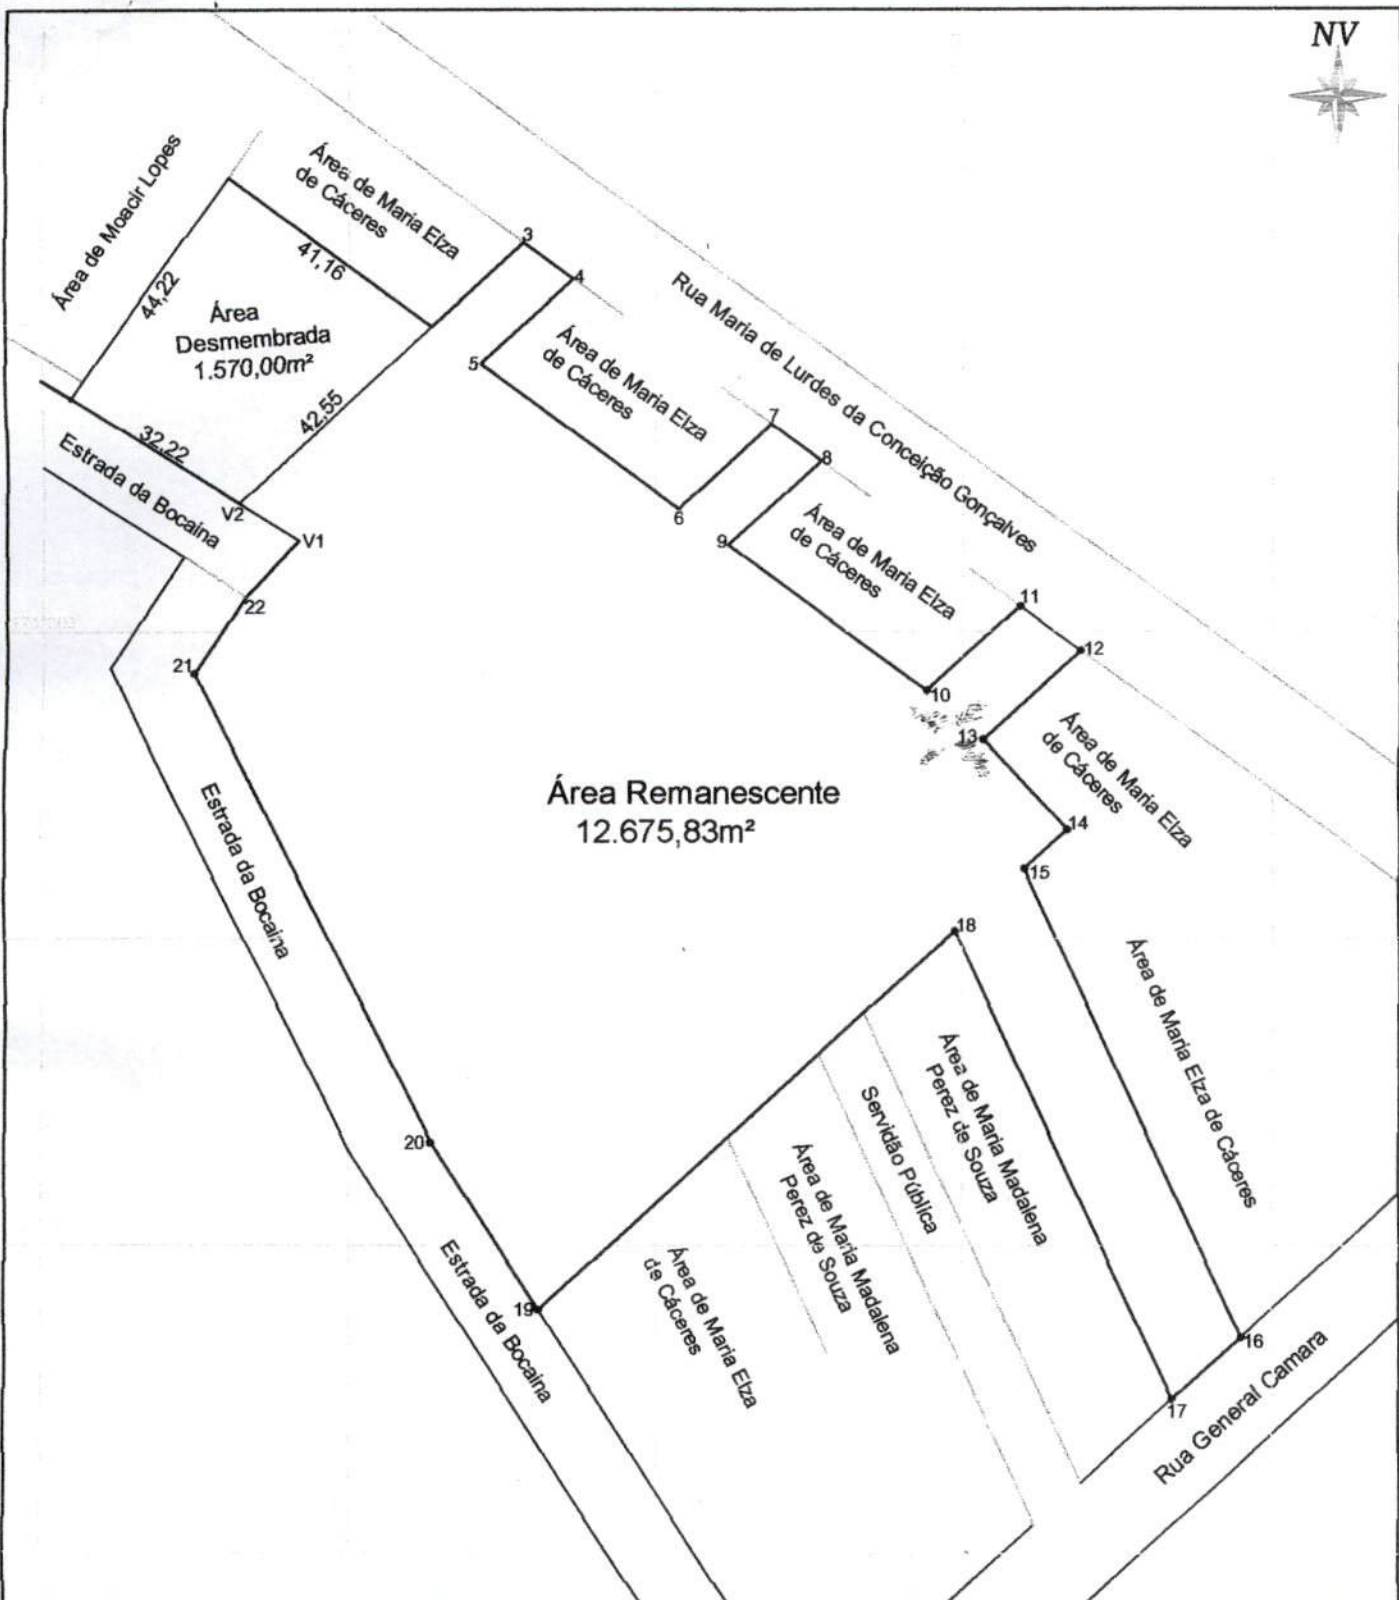 NV
Área de Moacir Lopes
Área de Maria Elza
de Cáceres
41,16
44,22
Área
Desmembrada
1.570,00m²
42,55
32,22
Estrada da Bocaina
V2
V1
22
21
3
4
5
Área de Maria Elza
de Cáceres
6
7
8
Rua Maria de Lurdes da Conceição Gonçalves
9
Área de Maria Elza
de Cáceres
10
11
12
13
Área de Maria Elza
de Cáceres
14
15
Área Remanescente
12.675,83m²
Estrada da Bocaina
18
Área de Maria Elza de Cáceres
Área de Maria Madalena
Perez de Souza
Servidão Pública
Área de Maria Madalena
Perez de Souza
20
Área de Maria Elza
de Cáceres
19
Estrada da Bocaina
16
17
Rua General Camara